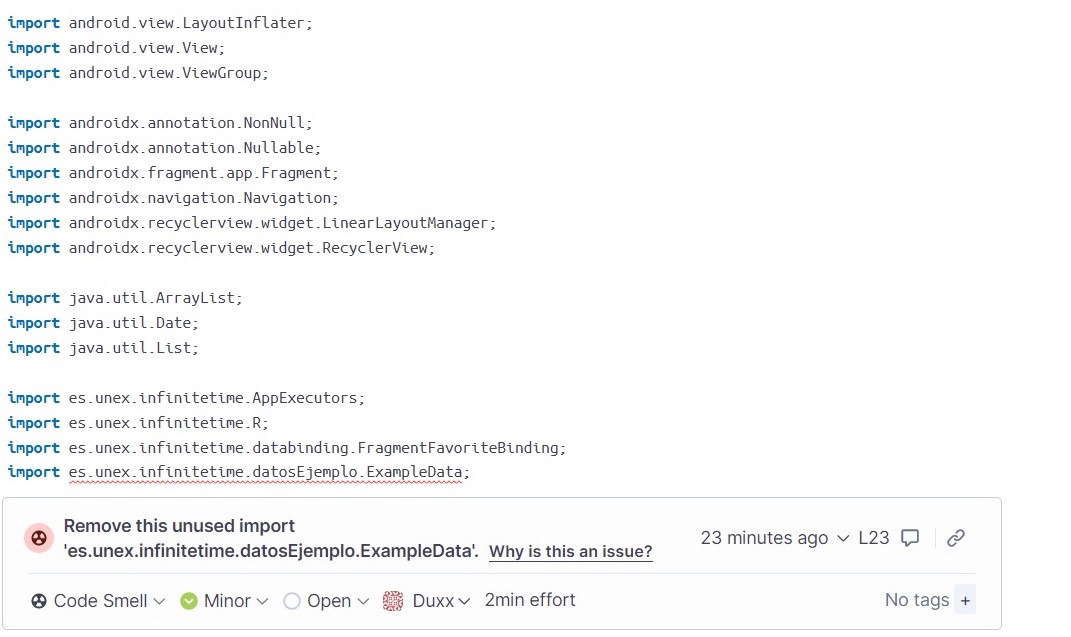 import android.view.LayoutInflater;
import android.view.View;
import android.view.ViewGroup;
import androidx.annotation.NonNull;
import androidx.annotation.Nullable;
import androidx.fragment.app.Fragment;
import androidx.navigation.Navigation;
import androidx.recyclerview.widget.LinearLayoutManager;
import androidx.recyclerview.widget.RecyclerView;
import java.util.ArrayList;
import java.util.Date;
import java.util.List;
import es.unex.infinitetime.AppExecutors;
import es.unex.infinitetime.R;
import es.unex.infinitetime.databinding.FragmentFavoriteBinding;
import es.unex.infinitetime.datosEjemplo.ExampleData;
Remove this unused import
'es.unex.infinitetime.datosEjemplo.ExampleData'. Why is this an issue? 23 minutes ago L23
Code Smell Minor Open Duxx 2min effort No tags +